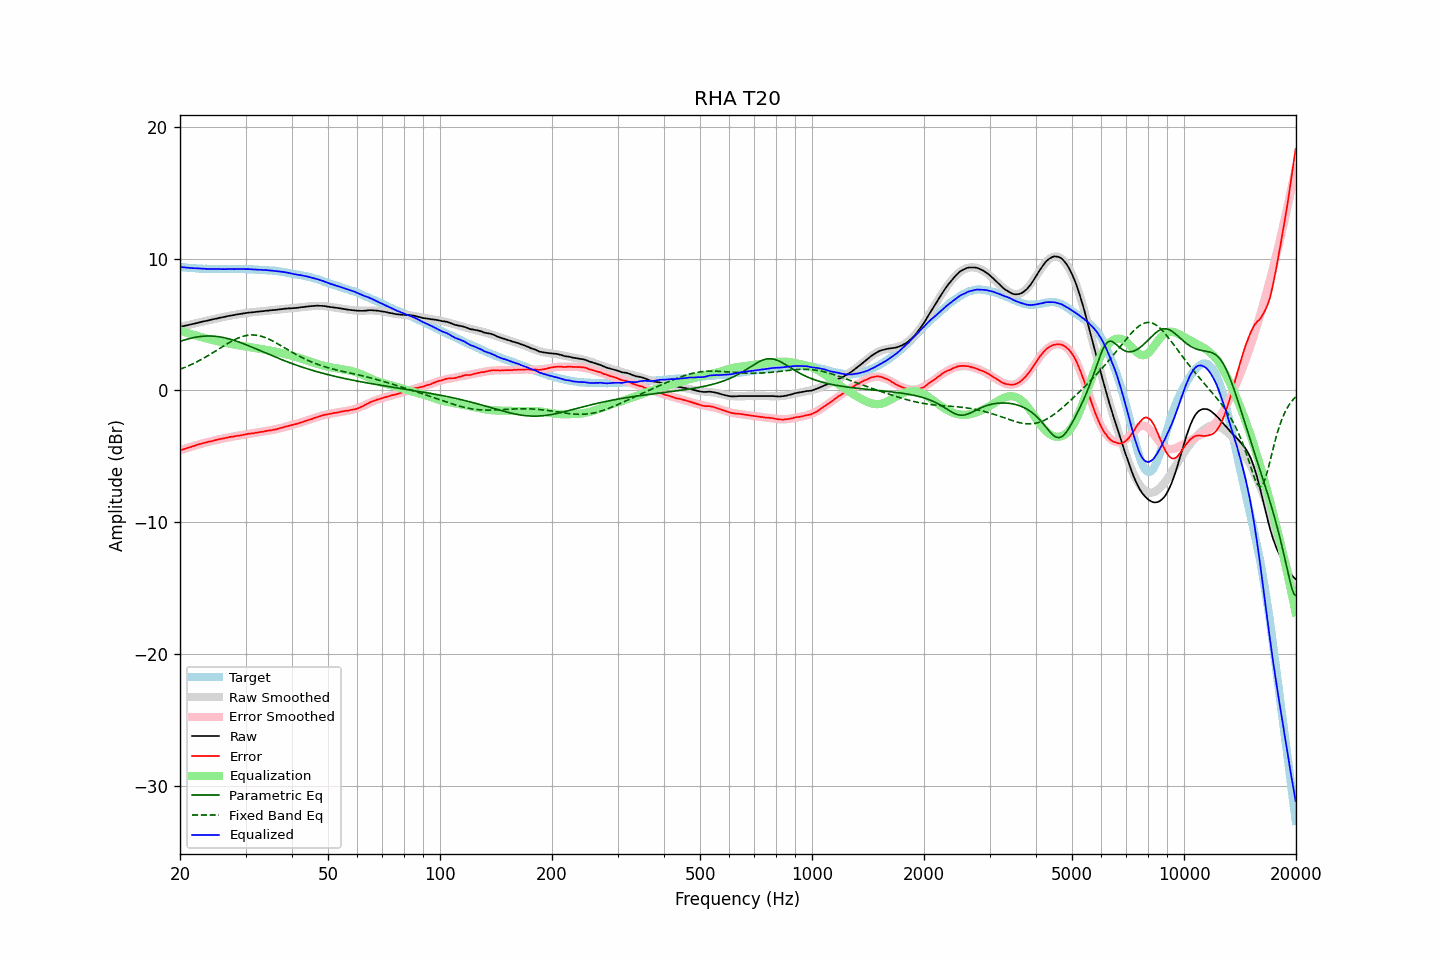 RHA T20
20
10
0
−10
−20
−30
Amplitude (dBr)
Target
Raw Smoothed
Error Smoothed
Raw
Error
Equalization
Parametric Eq
Fixed Band Eq
Equalized
20 50 100 200 500 1000 2000 5000 10000 20000
Frequency (Hz)